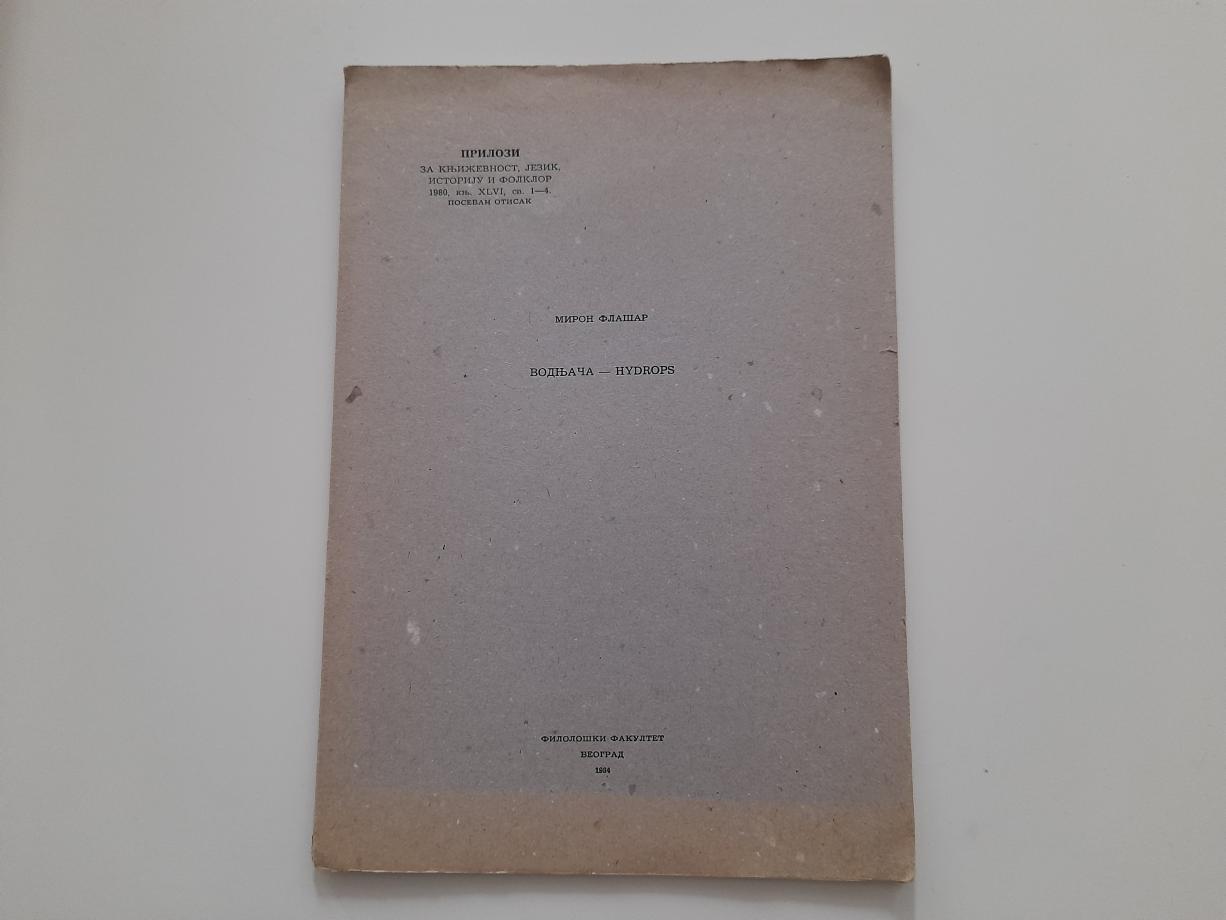 ПРИЛОЗИ
ЗА КЊИЖЕВНОСТ, ЈЕЗИК,
ИСТОРИЈУ И ФОЛКЛОР
1980, књ. XLVI, св. 1—4.
ПОСЕБАН ОТИСАК
МИРОН ФЛАШАР
ВОДЊАЧА — HYDROPS
ФИЛОЛОШКИ ФАКУЛТЕТ
БЕОГРАД
1984